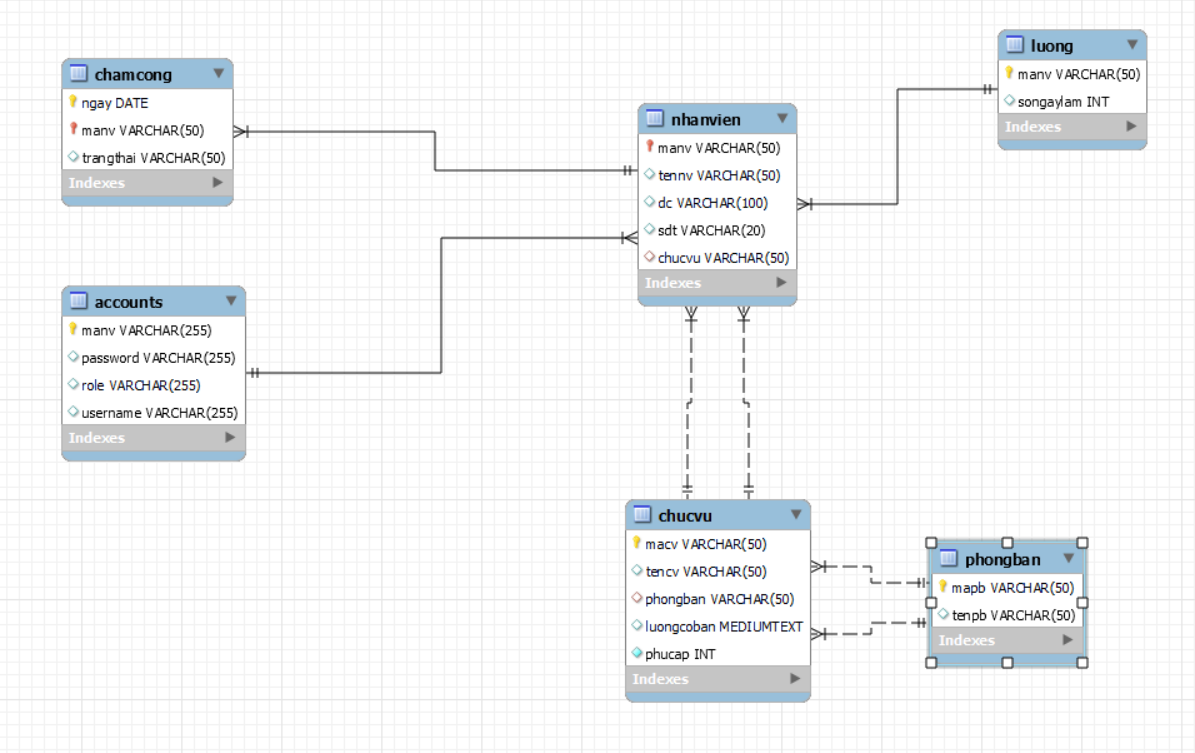 chamcong
ngay DATE
manv VARCHAR(50)
trangthai VARCHAR(50)
Indexes
accounts
manv VARCHAR(255)
password VARCHAR(255)
role VARCHAR(255)
username VARCHAR(255)
Indexes
nhanvien
manv VARCHAR(50)
tennv VARCHAR(50)
dc VARCHAR(100)
sdt VARCHAR(20)
chucvu VARCHAR(50)
Indexes
luong
manv VARCHAR(50)
songaylam INT
Indexes
chucvu
macv VARCHAR(50)
tencv VARCHAR(50)
phongban VARCHAR(50)
luongcoban MEDIUMTEXT
phucap INT
Indexes
phongban
mapb VARCHAR(50)
tenpb VARCHAR(50)
Indexes